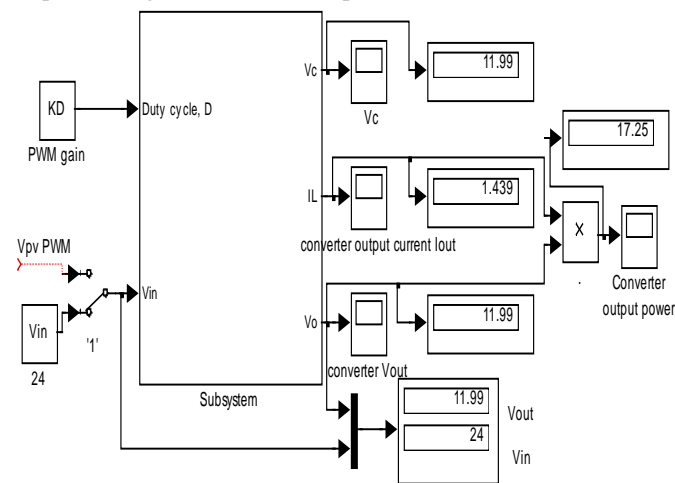 Vc
11.99
Vc
KD
Duty cycle, D
PWM gain
17.25
IL
1.439
X
converter output current Iout
.
Converter
output power
Vpv PWM
Vin
Vin
'1'
24
Vo
11.99
converter Vout
Subsystem
11.99
Vout
24
Vin